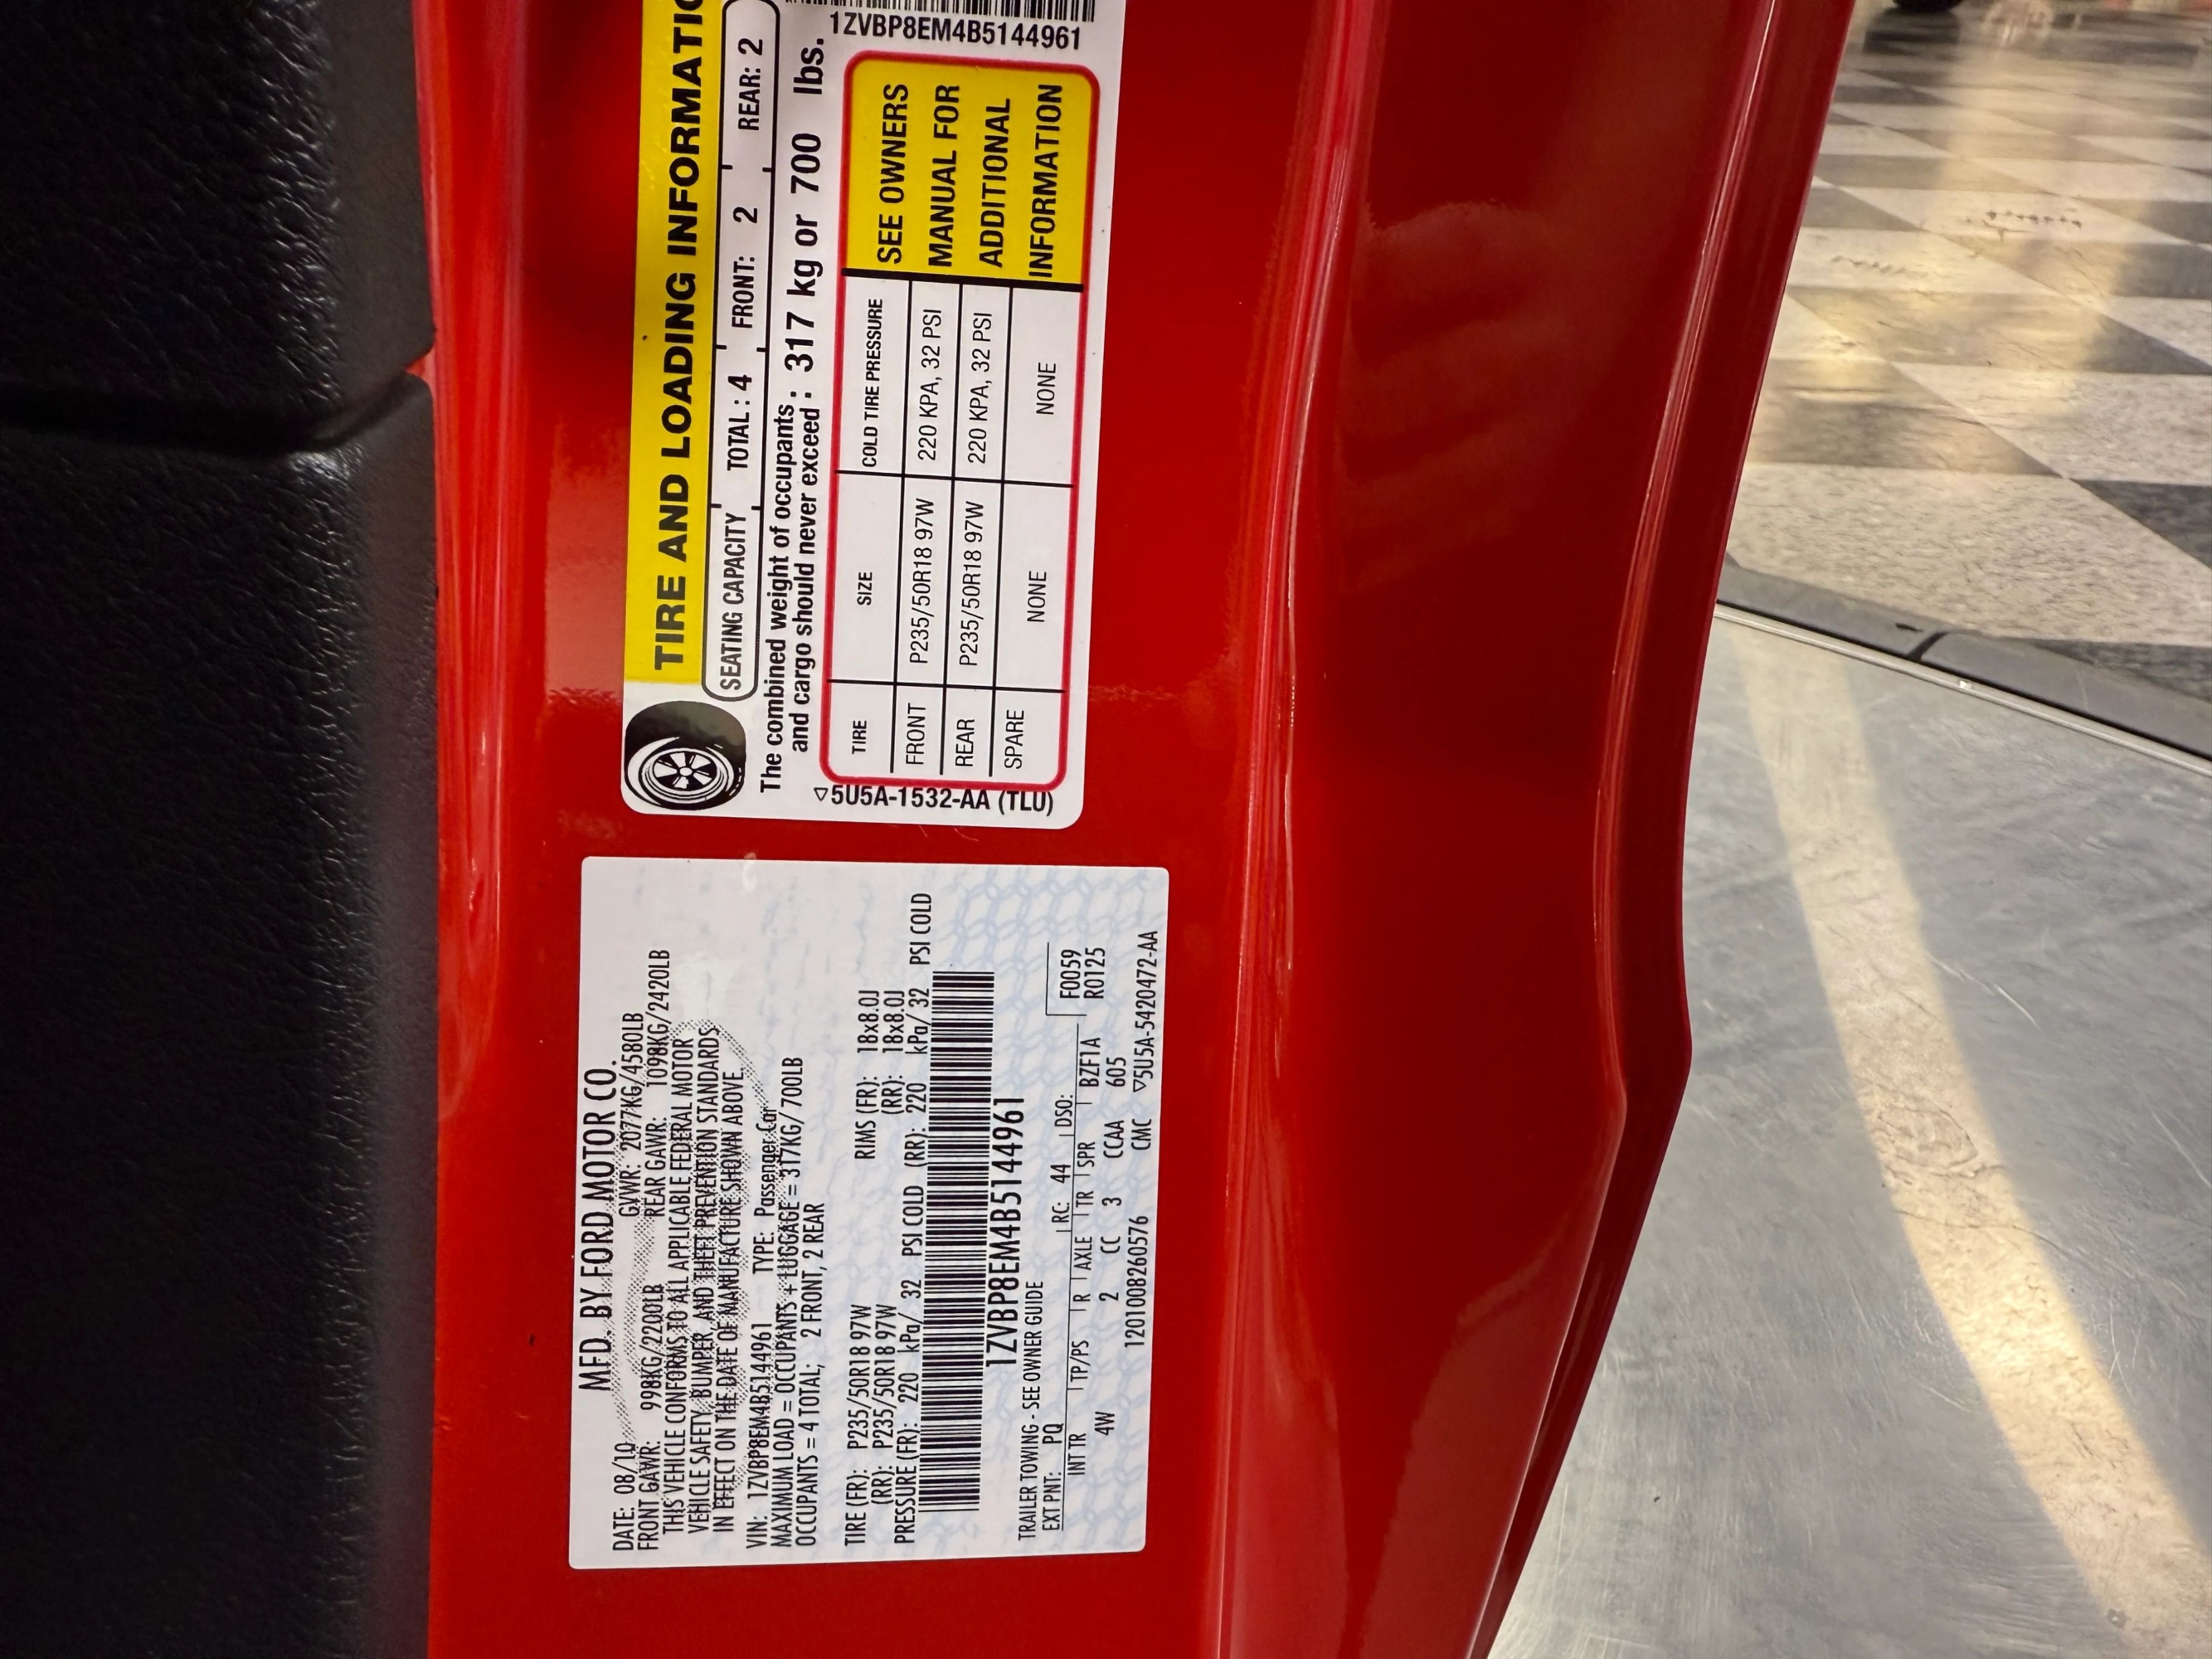 TIRE AND LOADING INFORMATIO
SEATING CAPACITY TOTAL : 4 FRONT: 2 REAR: 2
The combined weight of occupants
and cargo should never exceed : 317 kg or 700 lbs.
TIRE SIZE COLD TIRE PRESSURE
FRONT P235/50R18 97W 220 KPA, 32 PSI
REAR P235/50R18 97W 220 KPA, 32 PSI
SPARE NONE NONE
SEE OWNERS
MANUAL FOR
ADDITIONAL
INFORMATION
5U5A-1532-AA (TLU)
1ZVBP8EM4B5144961
MFD. BY FORD MOTOR CO.
DATE: 08/10 GVWR: 2077KG/4580LB
FRONT GAWR: 998KG/2200LB REAR GAWR: 1098KG/2420LB
THIS VEHICLE CONFORMS TO ALL APPLICABLE FEDERAL MOTOR
VEHICLE SAFETY, BUMPER, AND THEFT PREVENTION STANDARDS
IN EFFECT ON THE DATE OF MANUFACTURE SHOWN ABOVE.
VIN: 1ZVBP8EM4B5144961 TYPE: Passenger Car
MAXIMUM LOAD = OCCUPANTS + LUGGAGE = 317KG/700LB
OCCUPANTS = 4 TOTAL; 2 FRONT, 2 REAR
TIRE (FR): P235/50R18 97W RIMS (FR): 18x8.0J
(RR): P235/50R18 97W (RR): 18x8.0J
PRESSURE (FR): 220 kPa/ 32 PSI COLD (RR): 220 kPa/ 32 PSI COLD
1ZVBP8EM4B5144961
TRAILER TOWING - SEE OWNER GUIDE
EXT PNT: PQ RC: 44 DSO: F0059
R0125
INT TR TP/PS R AXLE TR SPR BZF1A
4W 2 CC 3 CCAA 605
1201008260576 CMC 5U5A-5420472-AA